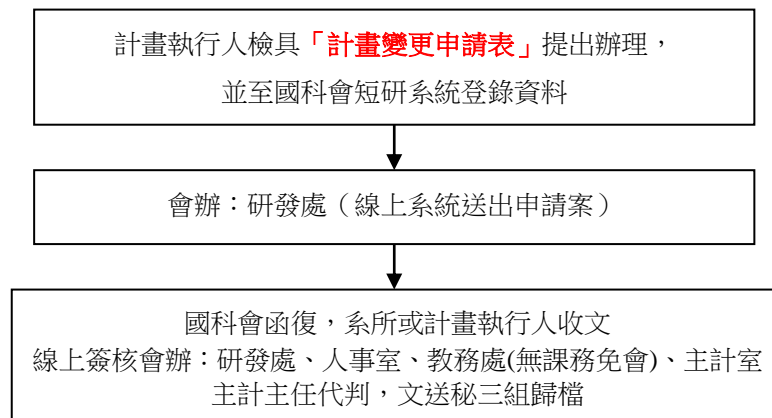 計畫執行人檢具「計畫變更申請表」提出辦理，
並至國科會短研系統登錄資料
會辦：研發處（線上系統送出申請案）
國科會函復，系所或計畫執行人收文
線上簽核會辦：研發處、人事室、教務處(無課務免會)、主計室
主計主任代判，文送秘三組歸檔